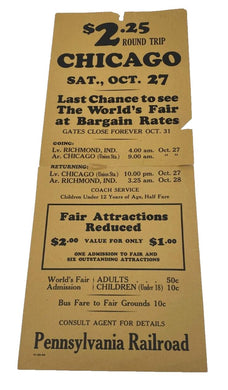 $2.25
ROUND TRIP
CHICAGO
SAT., OCT. 27
Last Chance to see
The World's Fair
at Bargain Rates
GATES CLOSE FOREVER OCT. 31
GOING:
Lv. RICHMOND, IND. 4.00 am. Oct. 27
Ar. CHICAGO (Union Sta.) 9.00 am. " "
RETURNING:
Lv. CHICAGO (Union Sta.) 10.00 pm. Oct. 27
Ar. RICHMOND, IND. 3.25 am. Oct. 28
COACH SERVICE
Children Under 12 Years of Age, Half Fare
Fair Attractions
Reduced
$2.00 VALUE FOR ONLY $1.00
ONE ADMISSION TO FAIR AND
SIX OUTSTANDING ATTRACTIONS
World's Fair ADULTS . . 50c
Admission CHILDREN (Under 18) 10c
Bus Fare to Fair Grounds 10c
CONSULT AGENT FOR DETAILS
Pennsylvania Railroad